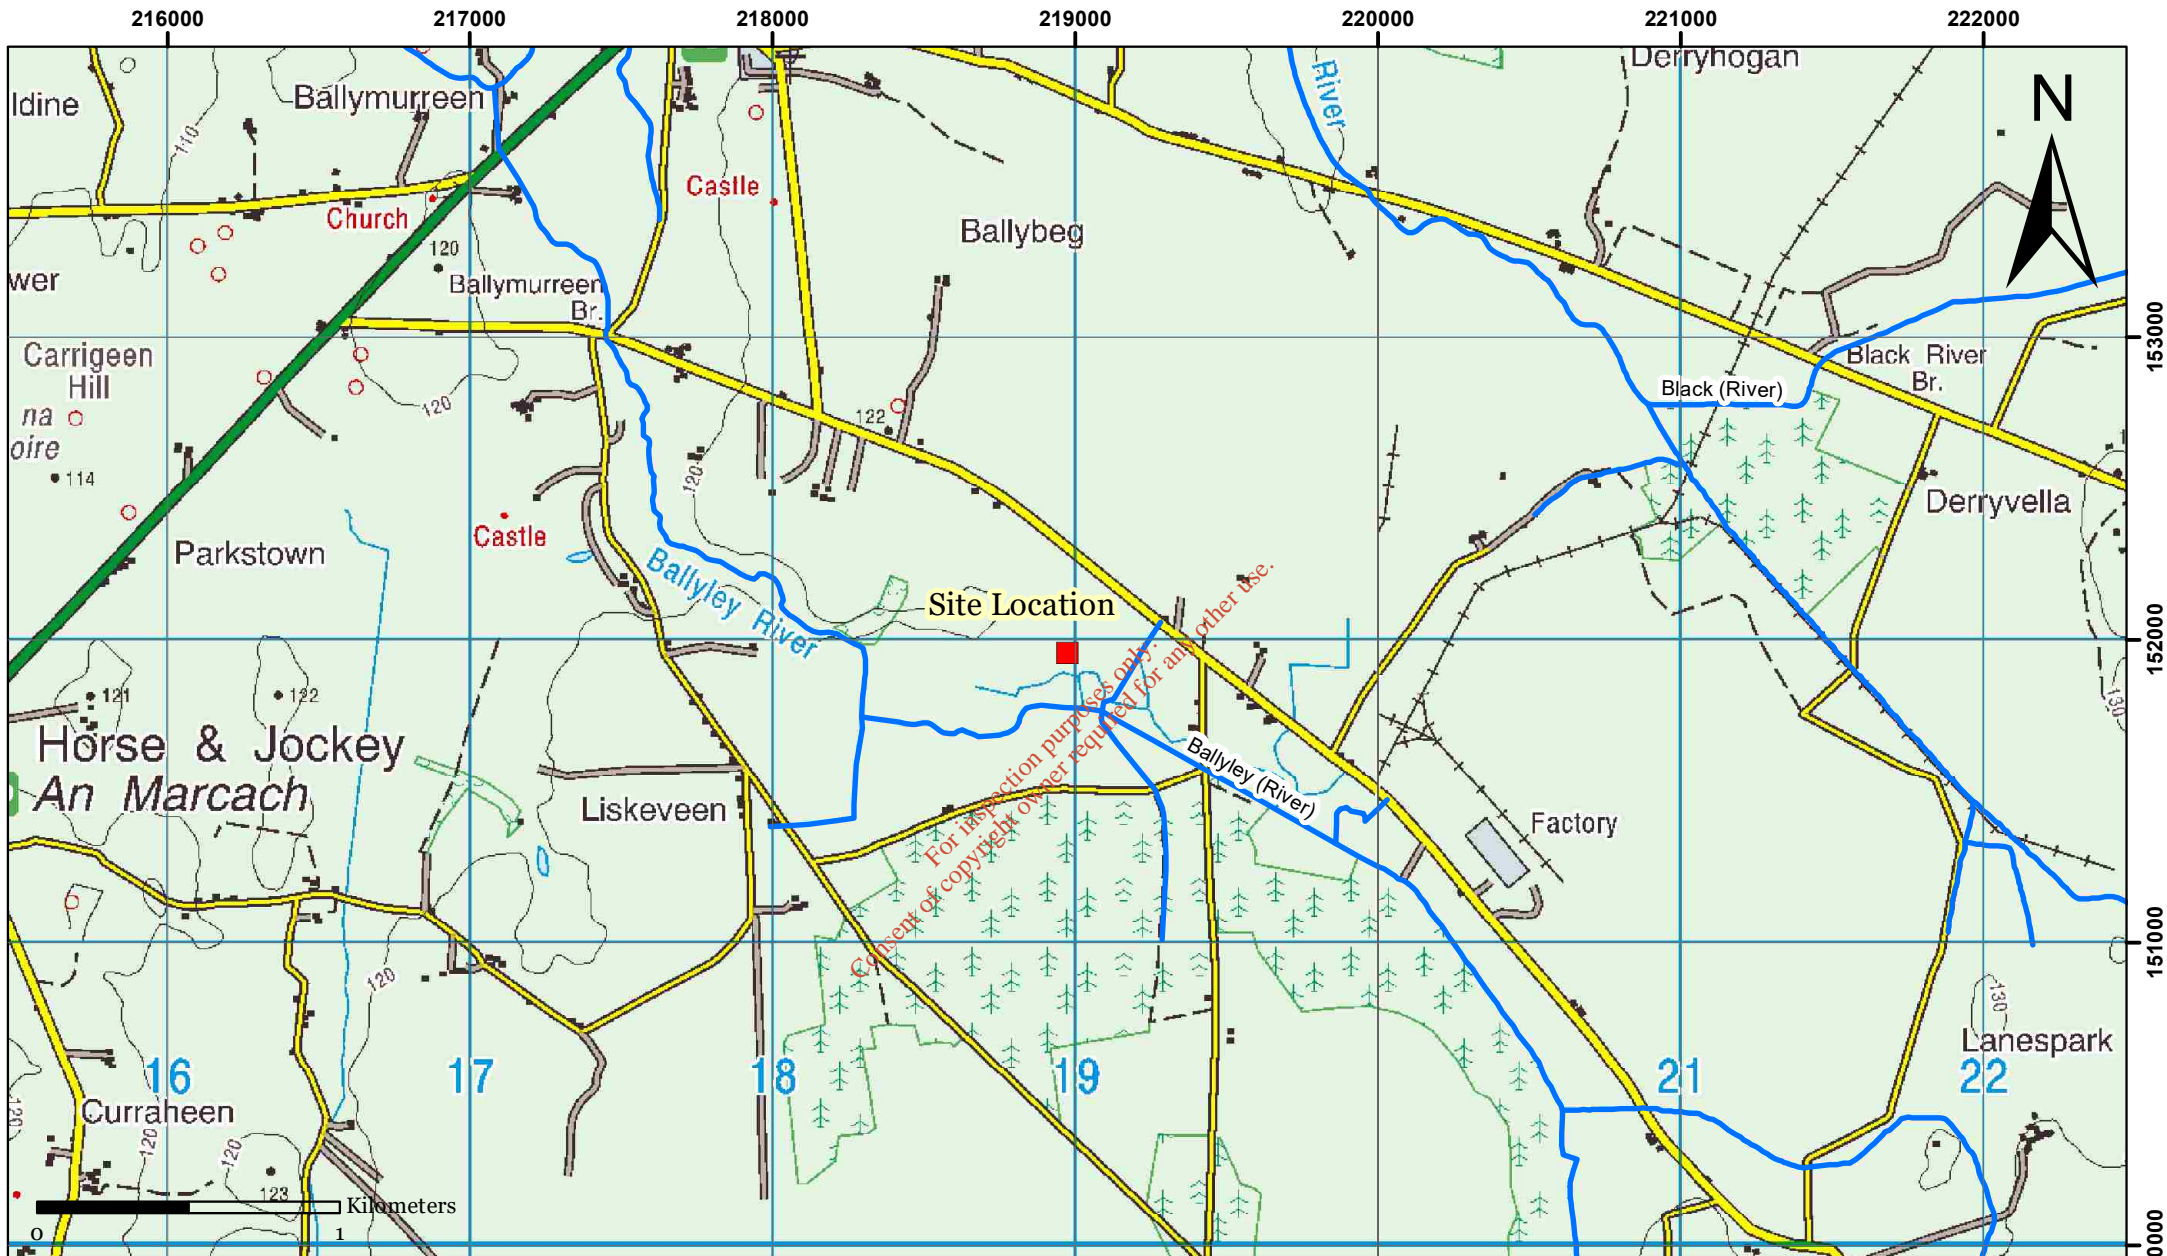 216000 217000 218000 219000 220000 221000 222000
Derryhogan
River
N
ldine
Ballymurreen
110
Castle
Church
120
Ballybeg
wer
Ballymurreen
Br.
153000
Carrigeen
Hill
Black River
Br.
Black (River)
na
oire
120
122
114
120
Derryvella
Castle
Parkstown
Ballyley River
Site Location
152000
121
122
130
Horse & Jockey
An Marcach
Liskeveen
Ballyley (River)
Factory
For inspection purposes only.
Consent of copyright owner required for any other use.
151000
120
130
Lanespark
16 17 18 19 21 22
Curraheen
120
120
120
123
Kilometers
0 1
0000